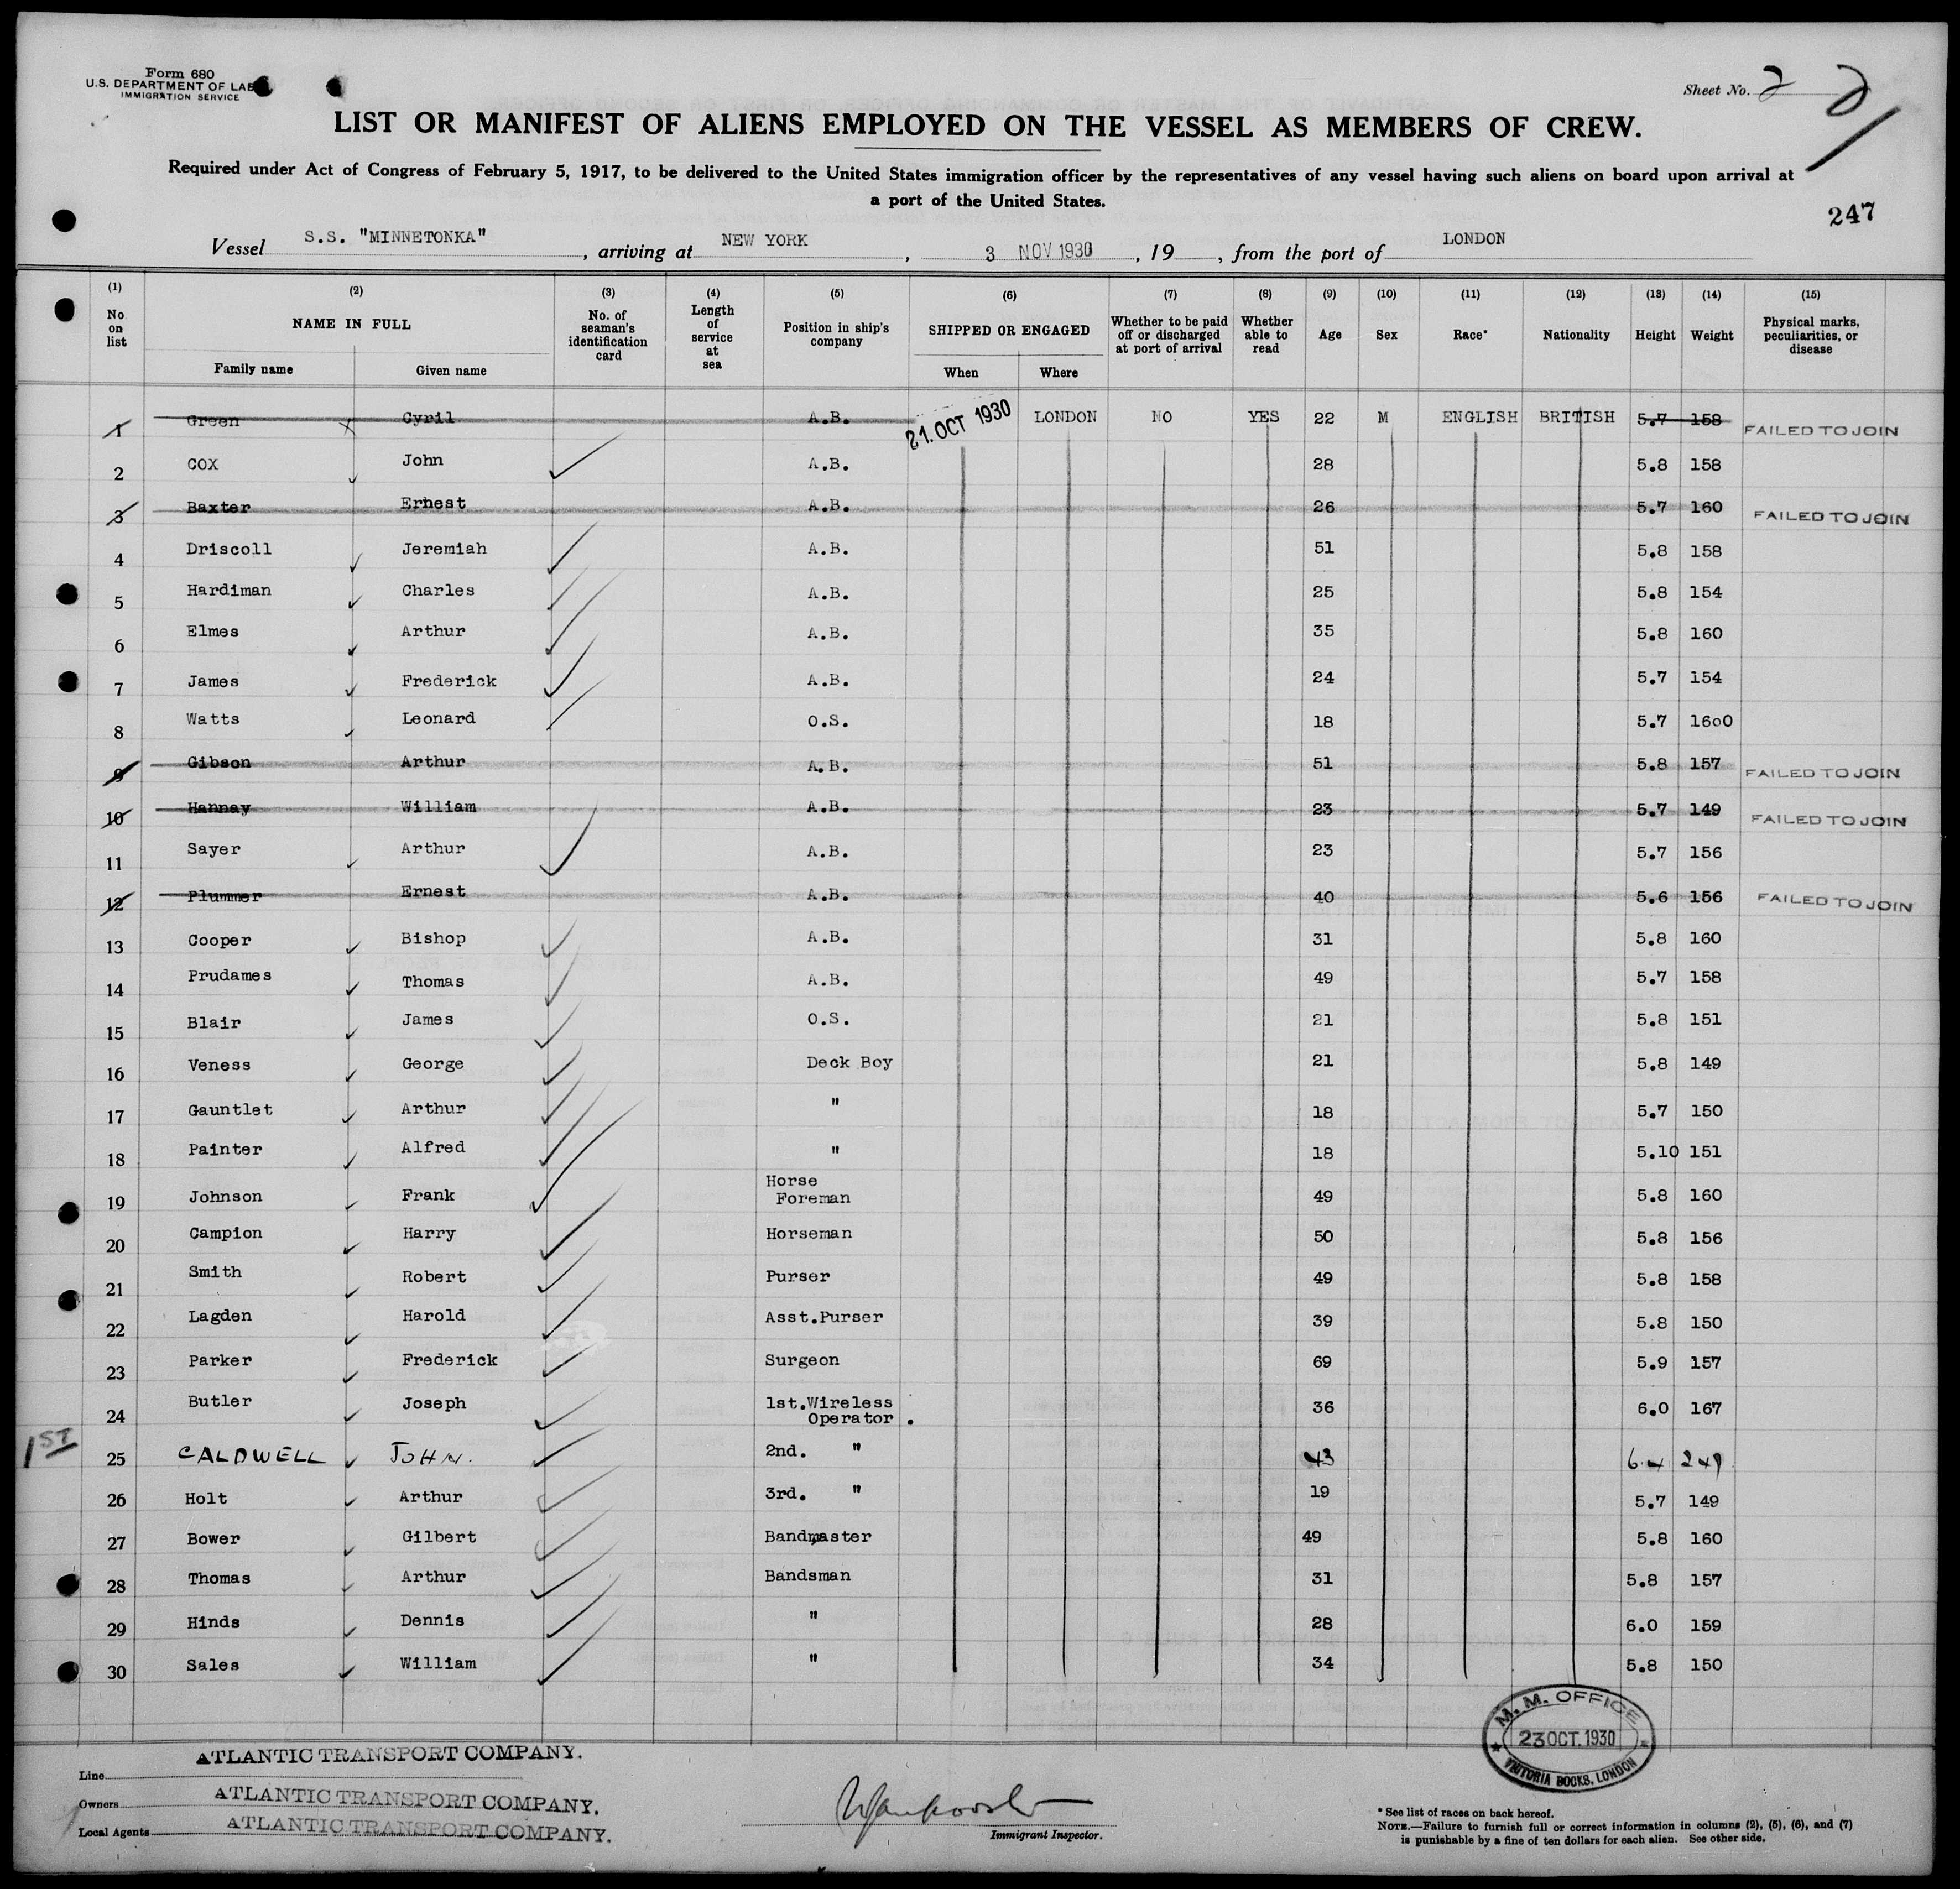 Form 680
U.S. DEPARTMENT OF LAB
IMMIGRATION SERVICE
Sheet No. 2 2
LIST OR MANIFEST OF ALIENS EMPLOYED ON THE VESSEL AS MEMBERS OF CREW.
Required under Act of Congress of February 5, 1917, to be delivered to the United States immigration officer by the representatives of any vessel having such aliens on board upon arrival at
a port of the United States.
247
Vessel S.S. "MINNETONKA" , arriving at NEW YORK , 3 NOV 1930 , 19 , from the port of LONDON
(1) (2) (3) (4) (5) (6) (7) (8) (9) (10) (11) (12) (13) (14) (15)
No on list NAME IN FULL Family name Given name No. of seaman's identification card Length of service at sea Position in ship's company SHIPPED OR ENGAGED When Where Whether to be paid off or discharged at port of arrival Whether able to read Age Sex Race* Nationality Height Weight Physical marks, peculiarities, or disease
1 Green Cyril A.B. 21.OCT 1930 LONDON NO YES 22 M ENGLISH BRITISH 5.7 158 FAILED TO JOIN
2 COX John A.B. 28 5.8 158
3 Baxter Ernest A.B. 26 5.7 160 FAILED TO JOIN
4 Driscoll Jeremiah A.B. 51 5.8 158
5 Hardiman Charles A.B. 25 5.8 154
6 Elmes Arthur A.B. 35 5.8 160
7 James Frederick A.B. 24 5.7 154
8 Watts Leonard O.S. 18 5.7 1600
9 Gibson Arthur A.B. 51 5.8 157 FAILED TO JOIN
10 Hannay William A.B. 23 5.7 149 FAILED TO JOIN
11 Sayer Arthur A.B. 23 5.7 156
12 Plummer Ernest A.B. 40 5.6 156 FAILED TO JOIN
13 Cooper Bishop A.B. 31 5.8 160
14 Prudames Thomas A.B. 49 5.7 158
15 Blair James O.S. 21 5.8 151
16 Veness George Deck Boy 21 5.8 149
17 Gauntlet Arthur " 18 5.7 150
18 Painter Alfred " 18 5.10 151
19 Johnson Frank Horse Foreman 49 5.8 160
20 Campion Harry Horseman 50 5.8 156
21 Smith Robert Purser 49 5.8 158
22 Lagden Harold Asst.Purser 39 5.8 150
23 Parker Frederick Surgeon 69 5.9 157
24 Butler Joseph 1st.Wireless Operator . 36 6.0 167
1ST 25 CALDWELL JOHN. 2nd. " 43 6.4 249
26 Holt Arthur 3rd. " 19 5.7 149
27 Bower Gilbert Bandmaster 49 5.8 160
28 Thomas Arthur Bandsman 31 5.8 157
29 Hinds Dennis " 28 6.0 159
30 Sales William " 34 5.8 150
M. M. OFFICE
23 OCT. 1930
VICTORIA DOCKS, LONDON
Line ATLANTIC TRANSPORT COMPANY.
Owners ATLANTIC TRANSPORT COMPANY.
Local Agents ATLANTIC TRANSPORT COMPANY.
Immigrant Inspector.
* See list of races on back hereof.
NOTE.—Failure to furnish full or correct information in columns (2), (5), (6), and (7)
is punishable by a fine of ten dollars for each alien. See other side.